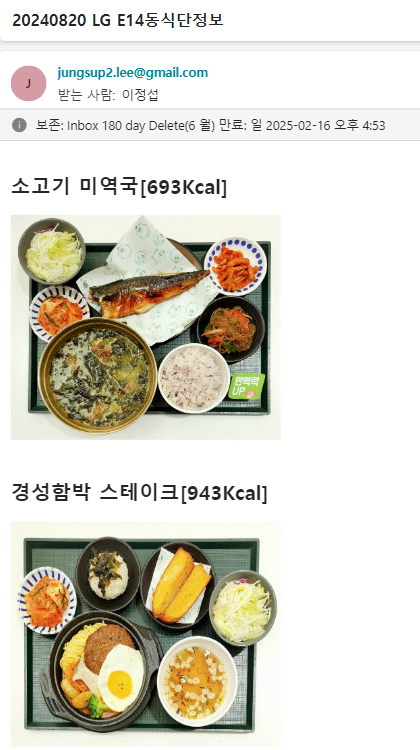 20240820 LG E14동식단정보
J
jungsup2.lee@gmail.com
받는 사람: 이정섭
보존: Inbox 180 day Delete(6 월) 만료: 일 2025-02-16 오후 4:53
소고기 미역국[693Kcal]
면역력
UP
경성함박 스테이크[943Kcal]